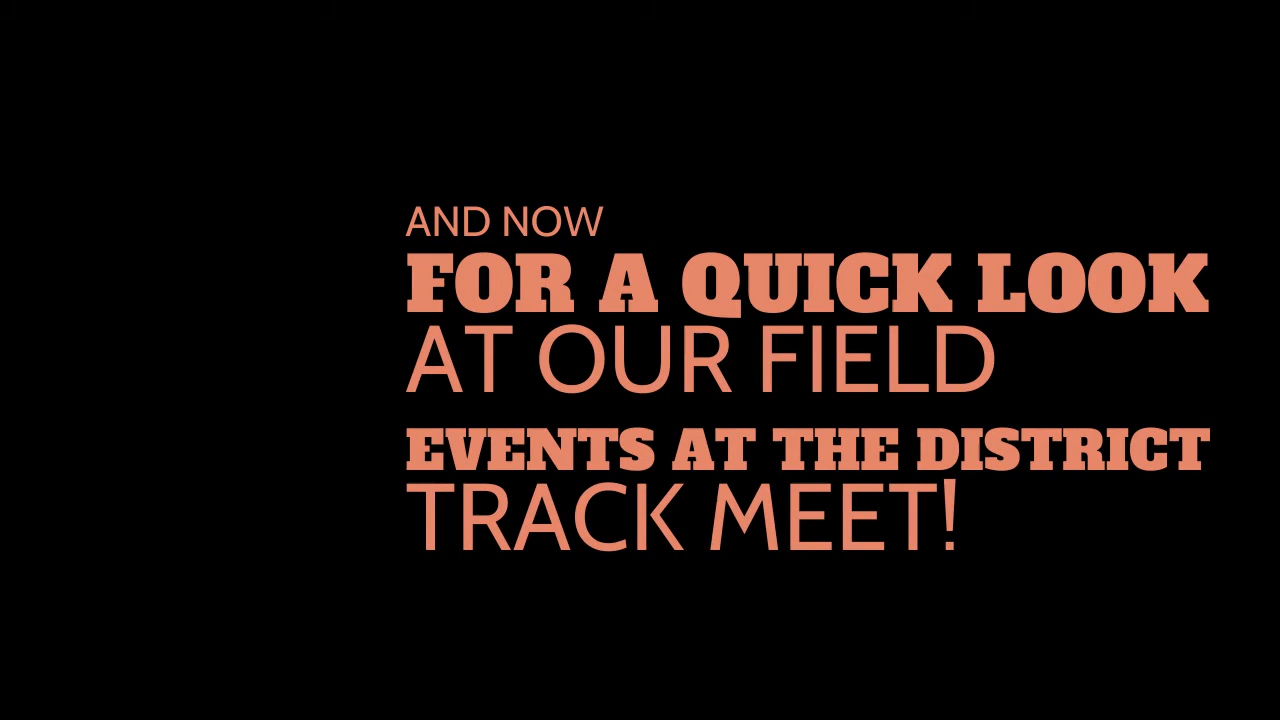 AND NOW
FOR A QUICK LOOK
AT OUR FIELD
EVENTS AT THE DISTRICT
TRACK MEET!